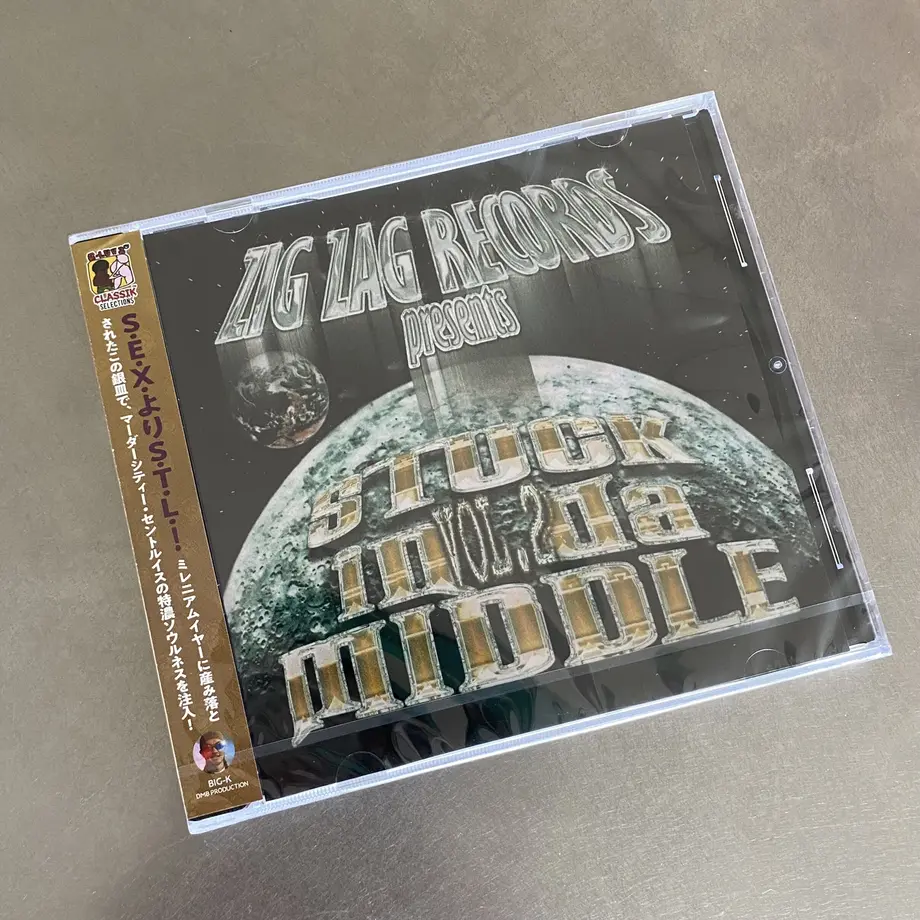 ZIG ZAG RECORDS
presents
STUCK
in VOL.2 da
MIDDLE
CLASSIK
SELECTIONS
S.E.X.よりS.T.L.! ミレニアムイヤーに産み落と
されたこの銀皿で、マーダーシティー・セントルイスの特濃ソウルネスを注入!
BIG-K
DMB PRODUCTION